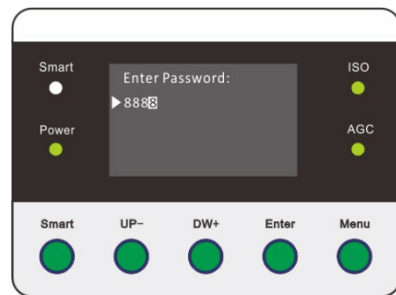 Smart
ISO
Enter Password:
8888
Power
AGC
Smart UP− DW+ Enter Menu